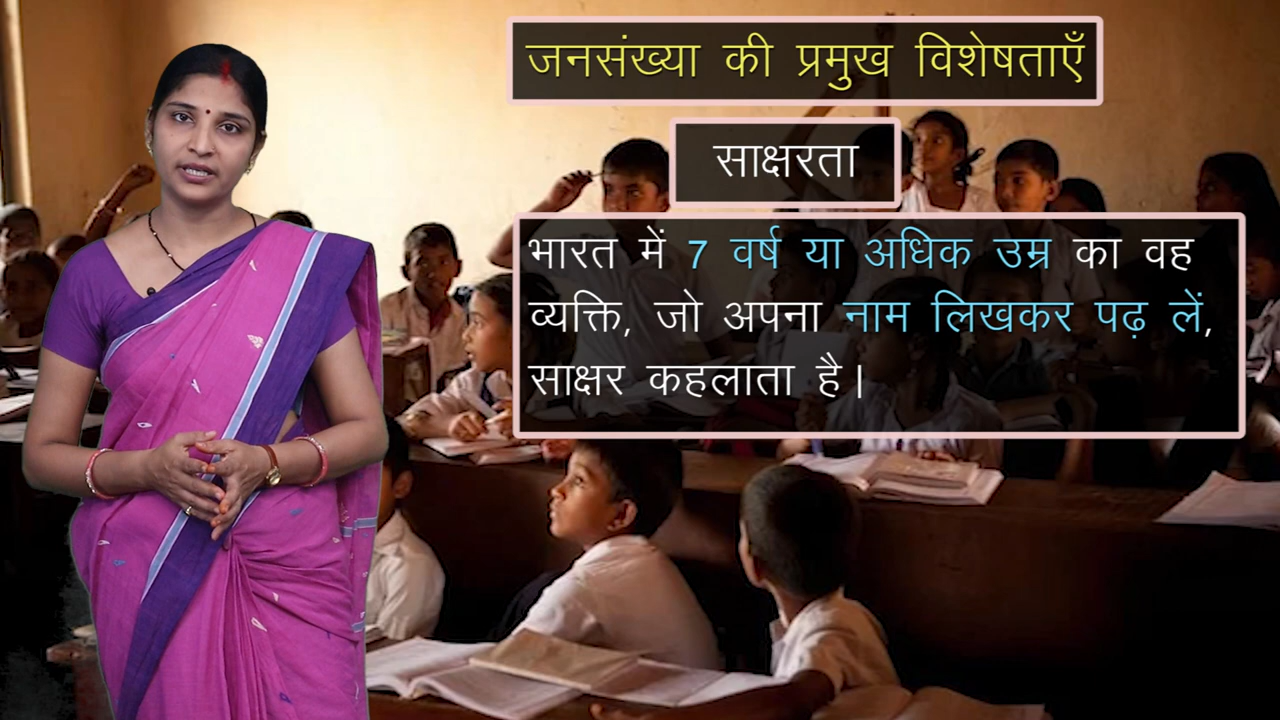 जनसंख्या की प्रमुख विशेषताएँ
साक्षरता
भारत में 7 वर्ष या अधिक उम्र का वह
व्यक्ति, जो अपना नाम लिखकर पढ़ लें,
साक्षर कहलाता है।